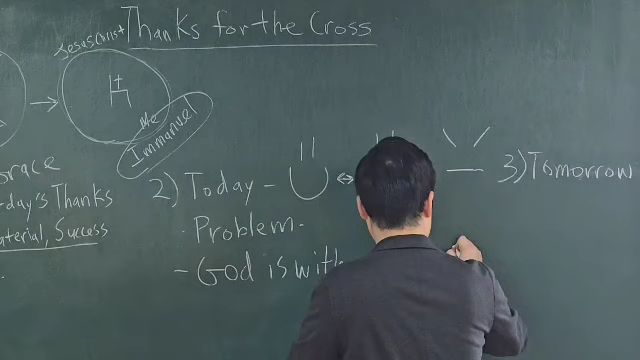 Thanks for the Cross
Jesus Christ
Me
Immanuel
race
day's Thanks
aterial, Success
2) Today -
· Problem.
- God is with
3) Tomorrow